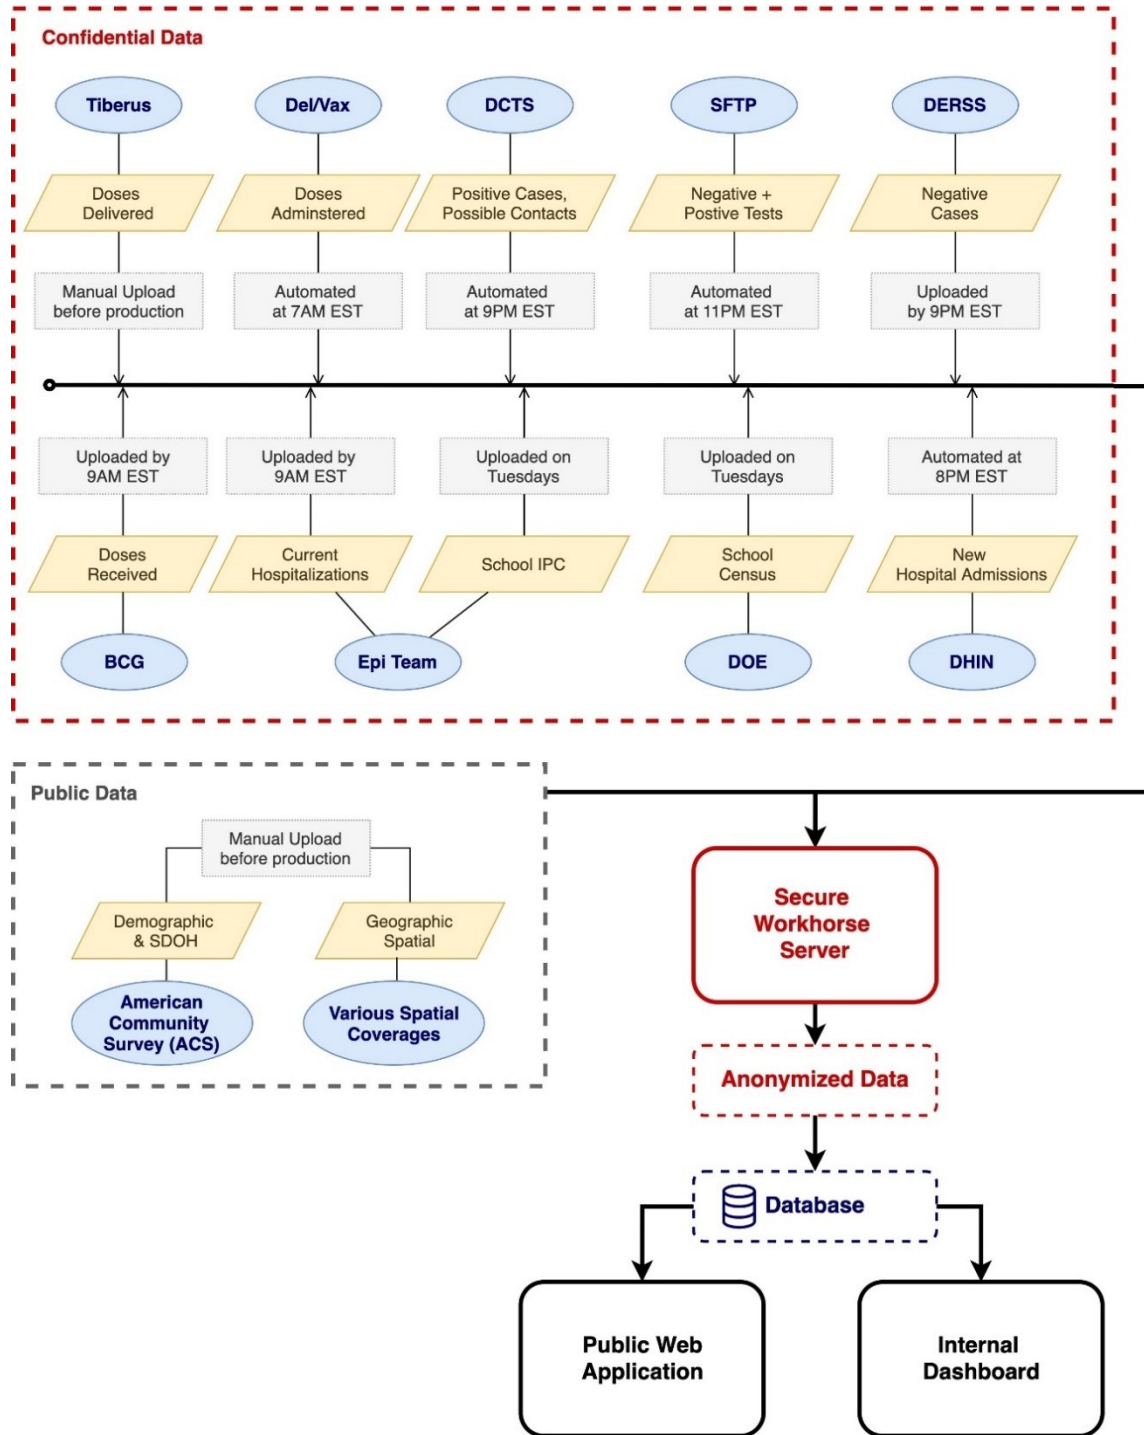 Confidential Data
Tiberus
Del/Vax
DCTS
SFTP
DERSS
Doses
Delivered
Doses
Adminstered
Positive Cases,
Possible Contacts
Negative +
Postive Tests
Negative
Cases
Manual Upload
before production
Automated
at 7AM EST
Automated
at 9PM EST
Automated
at 11PM EST
Uploaded
by 9PM EST
Uploaded by
9AM EST
Uploaded by
9AM EST
Uploaded on
Tuesdays
Uploaded on
Tuesdays
Automated at
8PM EST
Doses
Received
Current
Hospitalizations
School IPC
School
Census
New
Hospital Admissions
BCG
Epi Team
DOE
DHIN
Public Data
Manual Upload
before production
Demographic
& SDOH
Geographic
Spatial
American
Community
Survey (ACS)
Various Spatial
Coverages
Secure
Workhorse
Server
Anonymized Data
Database
Public Web
Application
Internal
Dashboard